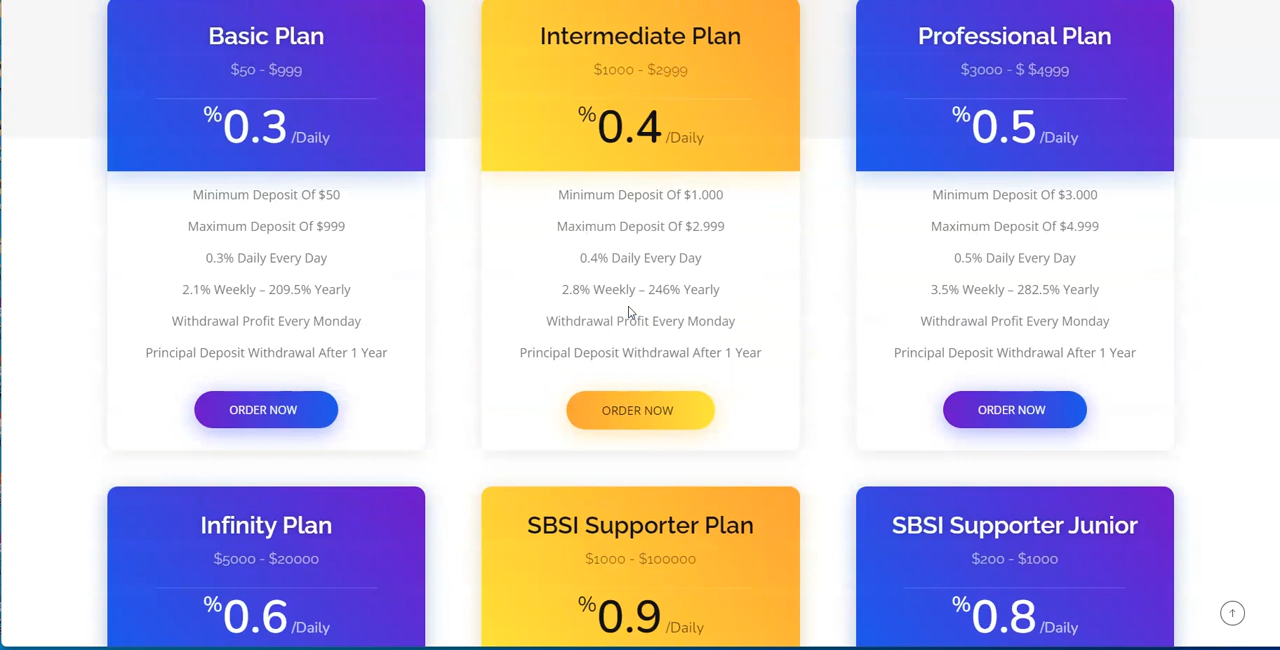 Basic Plan
$50 - $999
%0.3 /Daily
Minimum Deposit Of $50
Maximum Deposit Of $999
0.3% Daily Every Day
2.1% Weekly – 209.5% Yearly
Withdrawal Profit Every Monday
Principal Deposit Withdrawal After 1 Year
ORDER NOW
Intermediate Plan
$1000 - $2999
%0.4 /Daily
Minimum Deposit Of $1.000
Maximum Deposit Of $2.999
0.4% Daily Every Day
2.8% Weekly – 246% Yearly
Withdrawal Profit Every Monday
Principal Deposit Withdrawal After 1 Year
ORDER NOW
Professional Plan
$3000 - $ $4999
%0.5 /Daily
Minimum Deposit Of $3.000
Maximum Deposit Of $4.999
0.5% Daily Every Day
3.5% Weekly – 282.5% Yearly
Withdrawal Profit Every Monday
Principal Deposit Withdrawal After 1 Year
ORDER NOW
Infinity Plan
$5000 - $20000
%0.6 /Daily
SBSI Supporter Plan
$1000 - $100000
%0.9 /Daily
SBSI Supporter Junior
$200 - $1000
%0.8 /Daily